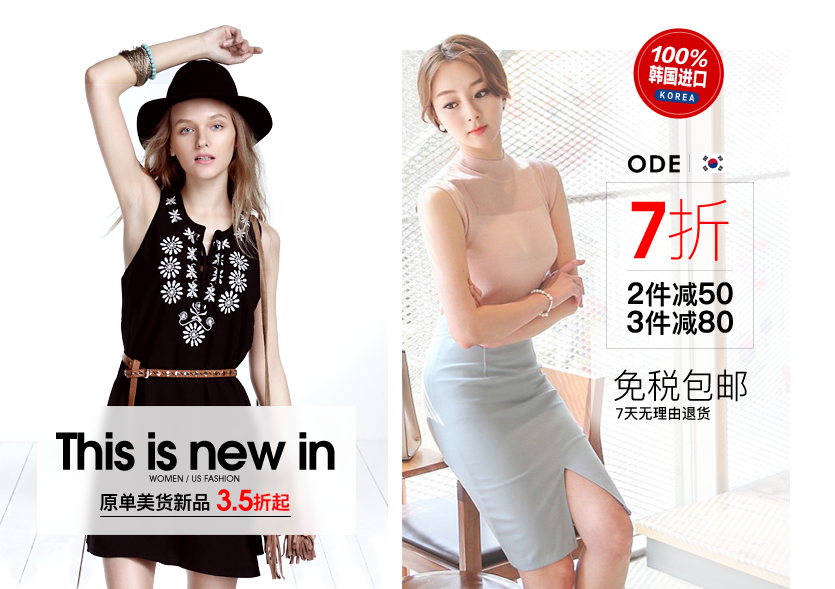 This is new in
WOMEN / US FASHION
原单美货新品 3.5折起
100%
韩国进口
KOREA
ODE
7折
2件减50
3件减80
免税包邮
7天无理由退货